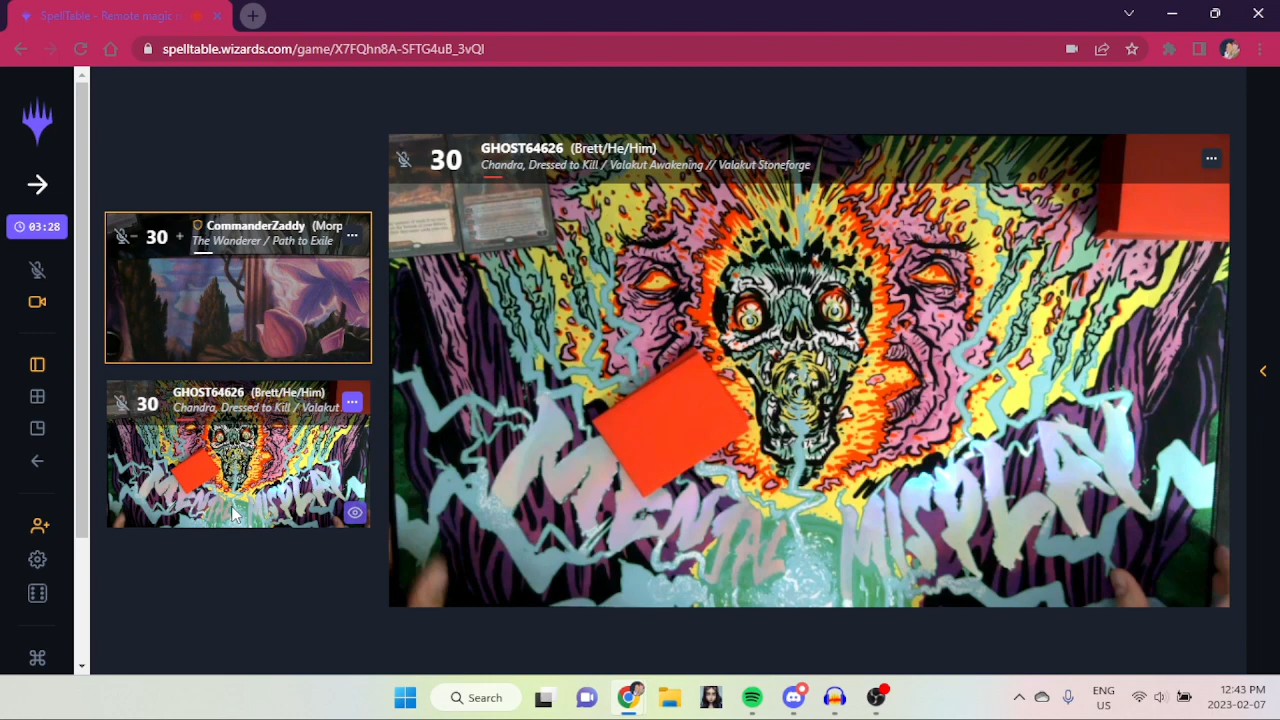 SpellTable - Remote magic
spelltable.wizards.com/game/X7FQhn8A-SFTG4uB_3vQI
03:28
30 GHOST64626 (Brett/He/Him)
Chandra, Dressed to Kill / Valakut Awakening // Valakut Stoneforge
− 30 + CommanderZaddy (Morp
The Wanderer / Path to Exile
30 GHOST64626 (Brett/He/Him)
Chandra, Dressed to Kill / Valakut
MENTAL MISPLAY
MENTAL MISPLAY
Search
ENG
US
12:43 PM
2023-02-07